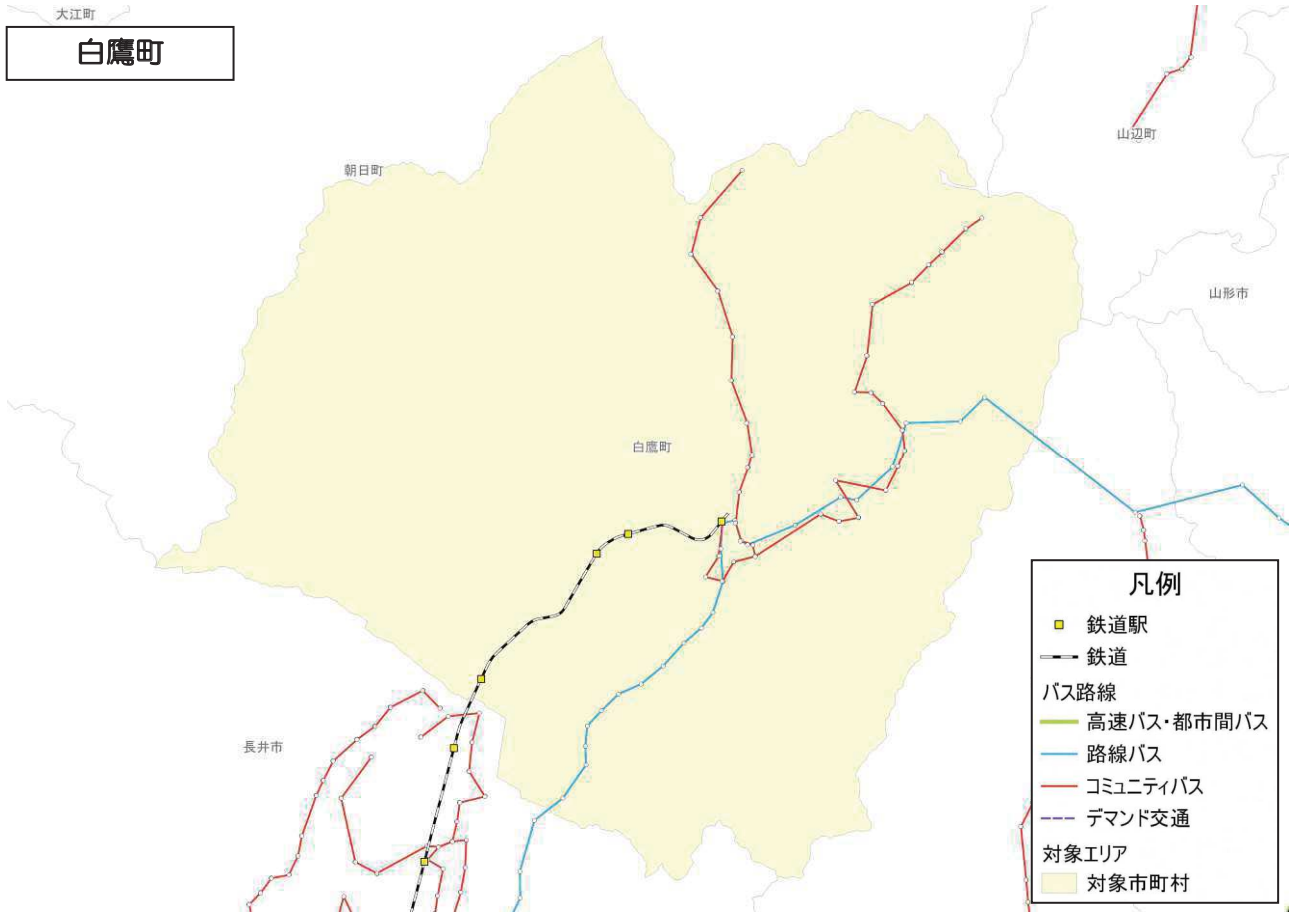 大江町
白鷹町
山辺町
朝日町
山形市
白鷹町
長井市
凡例
鉄道駅
鉄道
バス路線
高速バス・都市間バス
路線バス
コミュニティバス
デマンド交通
対象エリア
対象市町村